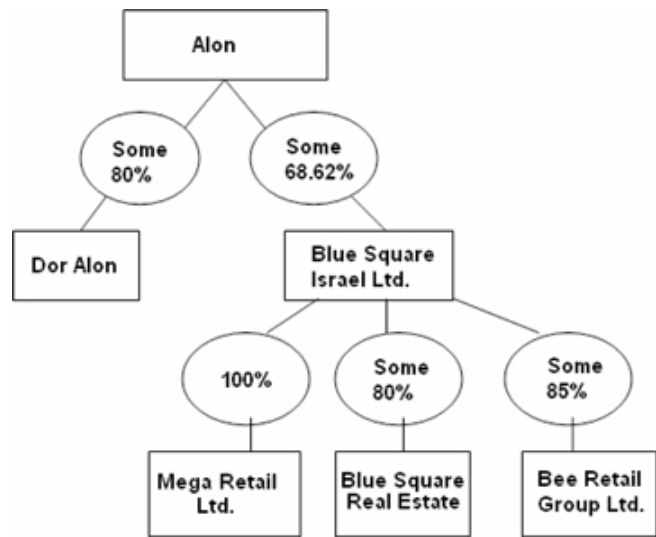 Alon
Some
80%
Some
68.62%
Dor Alon
Blue Square
Israel Ltd.
100%
Some
80%
Some
85%
Mega Retail
Ltd.
Blue Square
Real Estate
Bee Retail
Group Ltd.